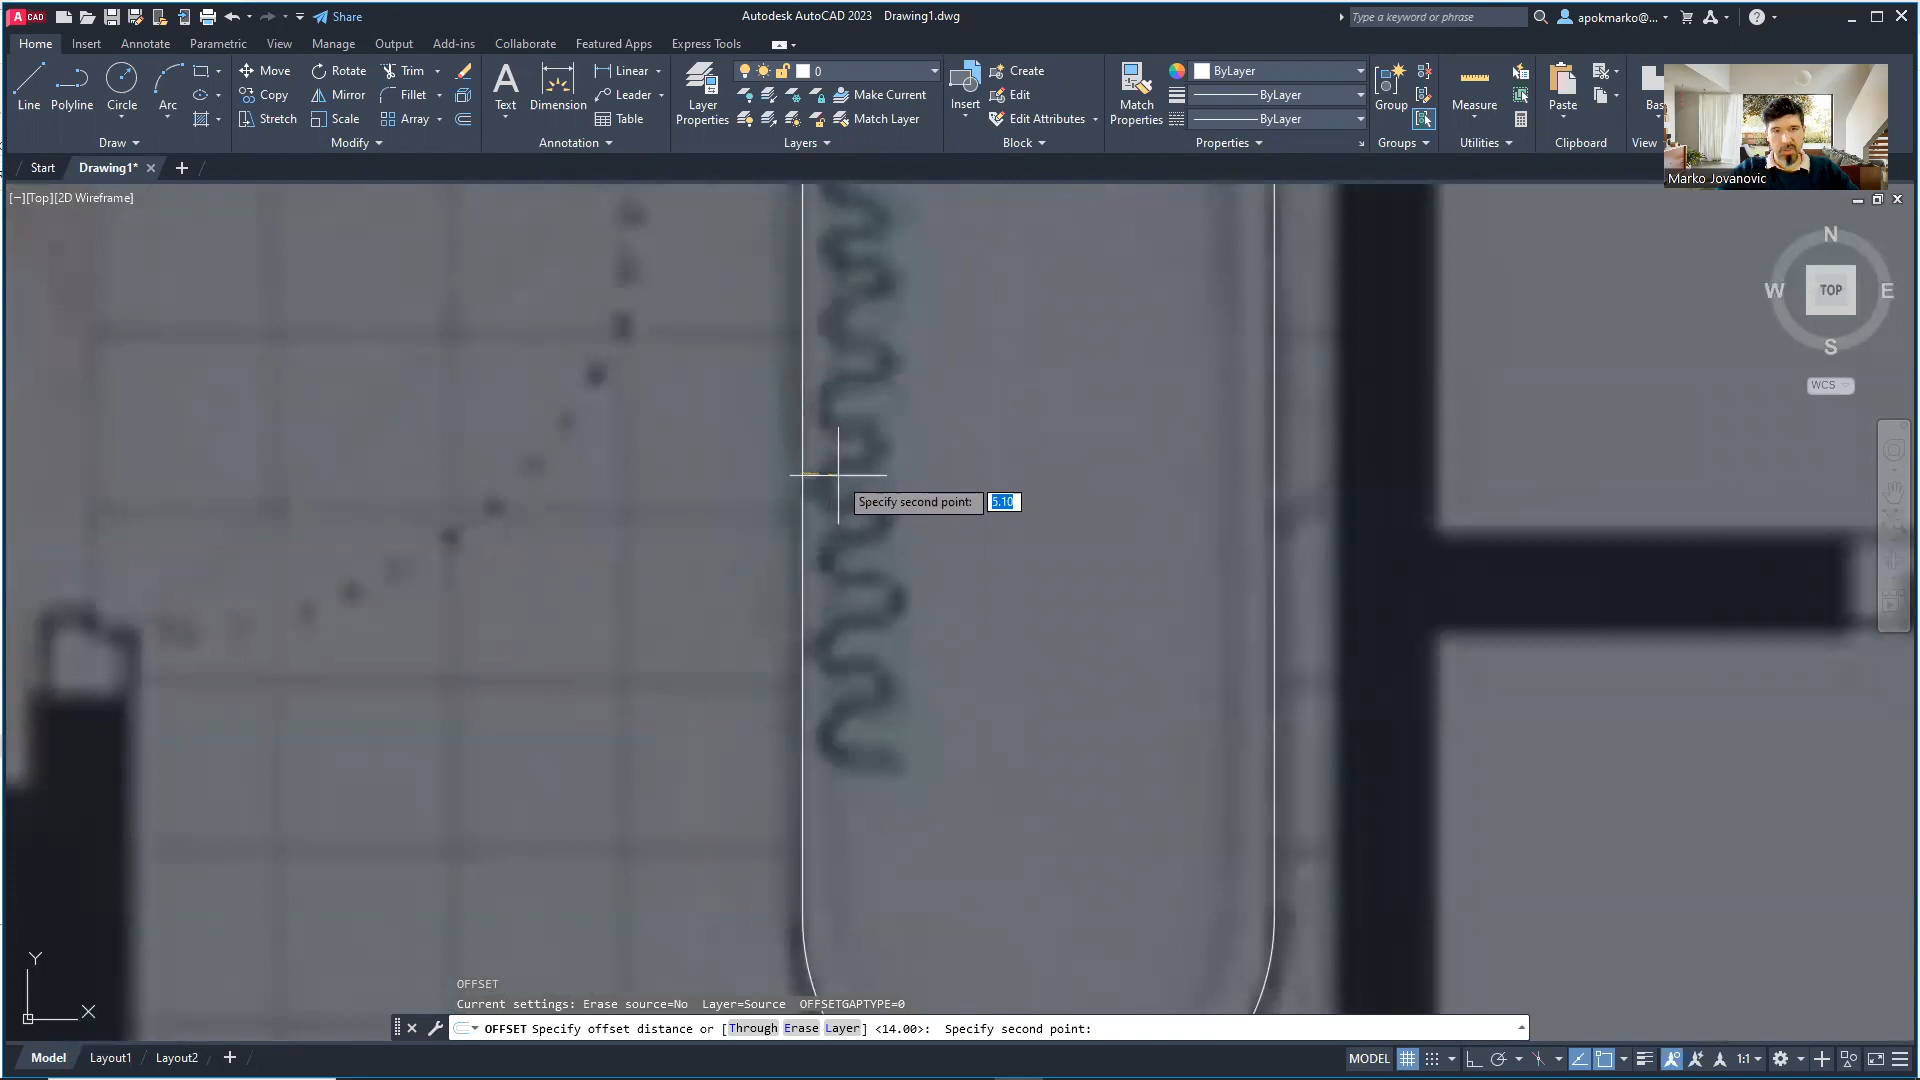 A CAD
Share
Autodesk AutoCAD 2023 Drawing1.dwg
Type a keyword or phrase
apokmarko@...
Home Insert Annotate Parametric View Manage Output Add-ins Collaborate Featured Apps Express Tools
Line
Polyline
Circle
Arc
Draw
Move Rotate Trim
Copy Mirror Fillet
Stretch Scale Array
Modify
Text
Dimension
Linear
Leader
Table
Annotation
Layer
Properties
0
Make Current
Match Layer
Layers
Insert
Create
Edit
Edit Attributes
Block
Match
Properties
ByLayer
ByLayer
ByLayer
Properties
Group
Groups
Measure
Utilities
Paste
Clipboard
Bas
View
Marko Jovanovic
Start Drawing1*
[−][Top][2D Wireframe]
N
W TOP E
S
WCS
Specify second point: 5.10
Y
X
OFFSET
Current settings: Erase source=No Layer=Source OFFSETGAPTYPE=0
OFFSET Specify offset distance or [Through Erase Layer] <14.00>: Specify second point:
Model Layout1 Layout2
MODEL
1:1